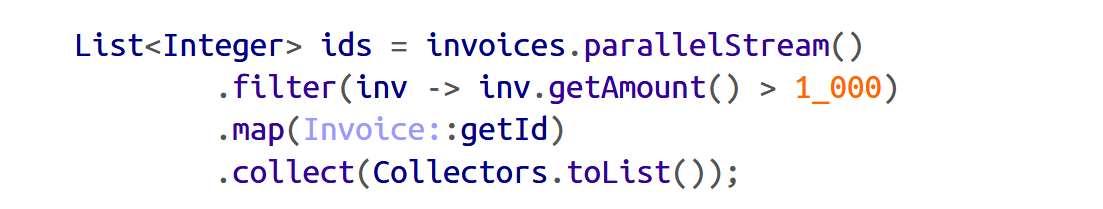 List<Integer> ids = invoices.parallelStream()
.filter(inv -> inv.getAmount() > 1_000)
.map(Invoice::getId)
.collect(Collectors.toList());